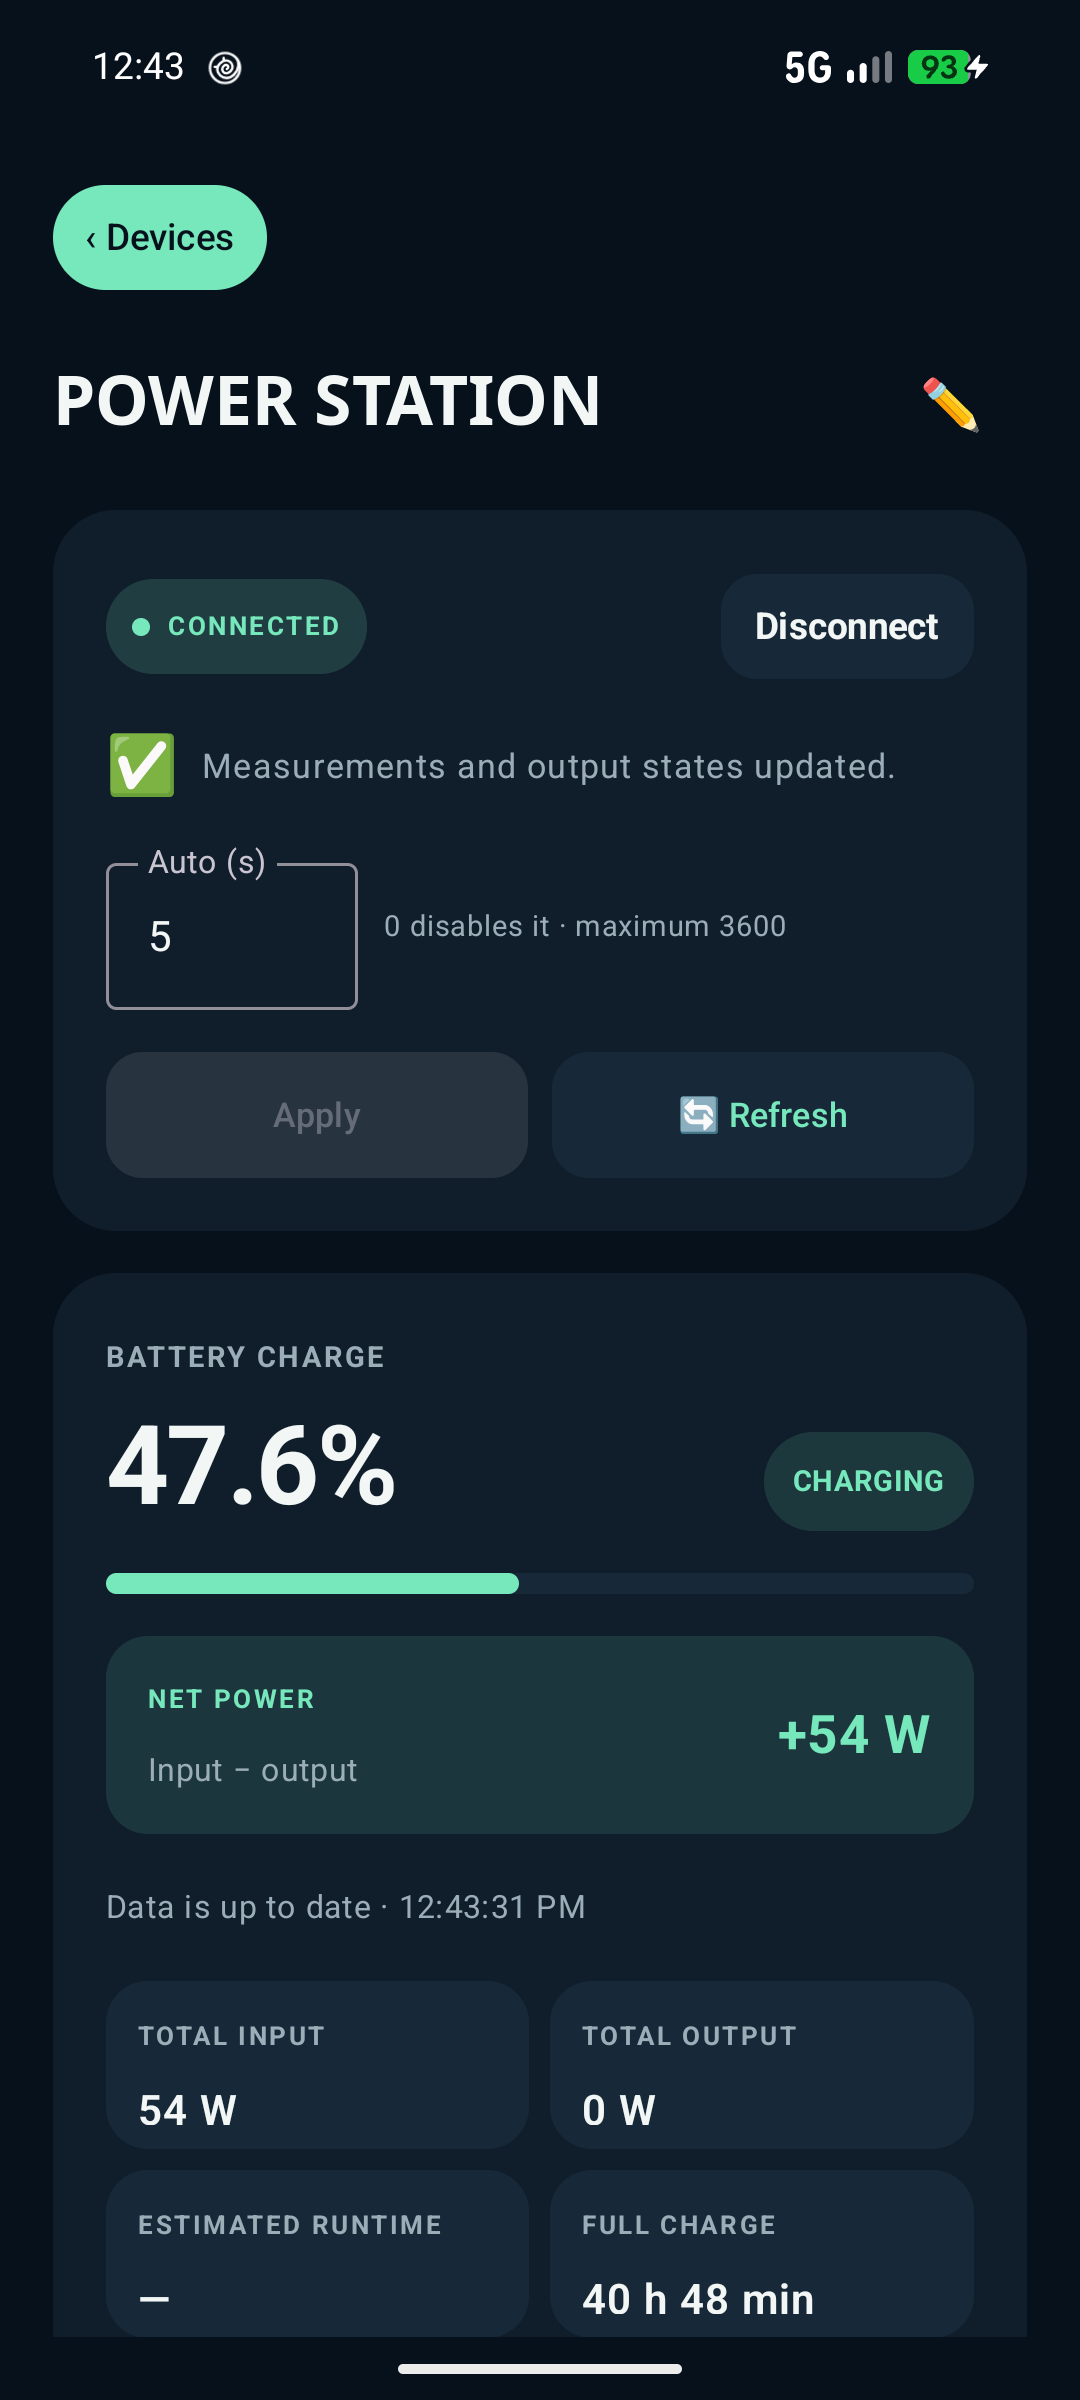 12:43
5G
93
‹ Devices
POWER STATION
CONNECTED
Disconnect
Measurements and output states updated.
Auto (s)
5
0 disables it · maximum 3600
Apply
Refresh
BATTERY CHARGE
47.6%
CHARGING
NET POWER
+54 W
Input − output
Data is up to date · 12:43:31 PM
TOTAL INPUT
54 W
TOTAL OUTPUT
0 W
ESTIMATED RUNTIME
—
FULL CHARGE
40 h 48 min